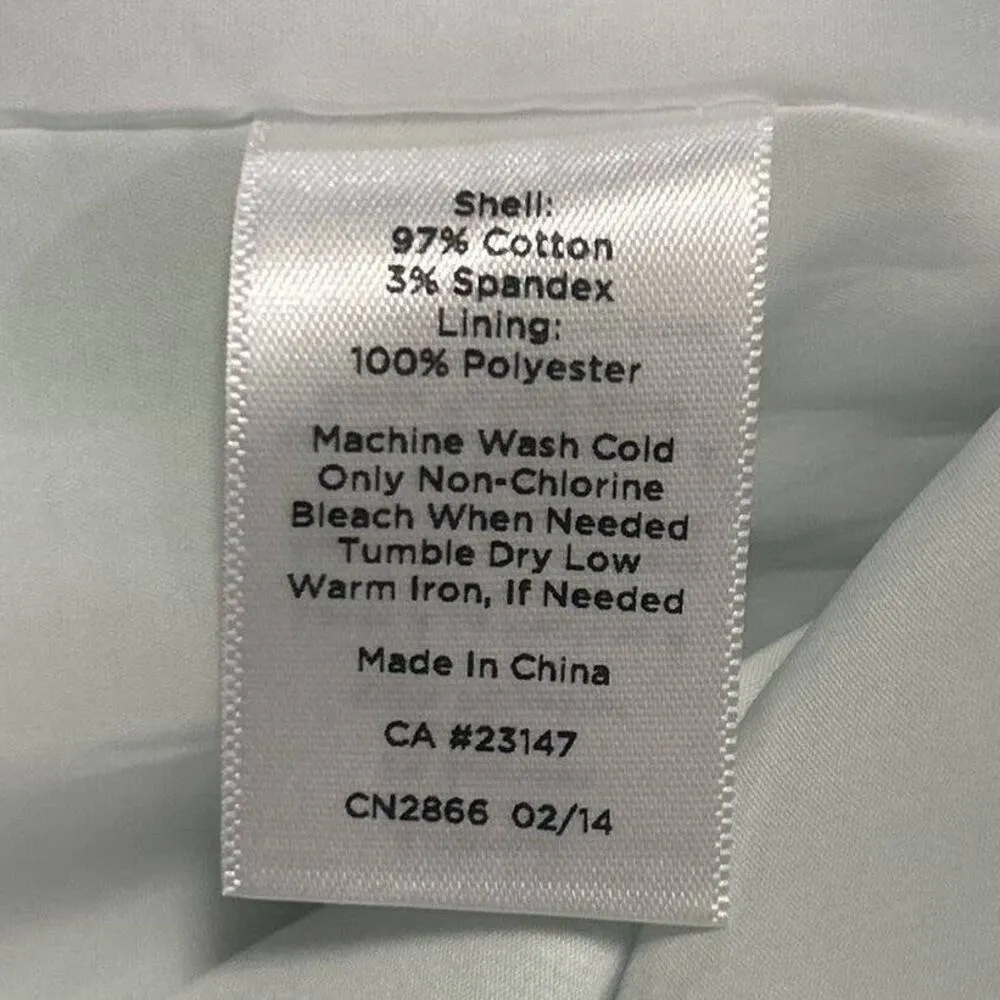 Shell:
97% Cotton
3% Spandex
Lining:
100% Polyester
Machine Wash Cold
Only Non-Chlorine
Bleach When Needed
Tumble Dry Low
Warm Iron, If Needed
Made In China
CA #23147
CN2866 02/14